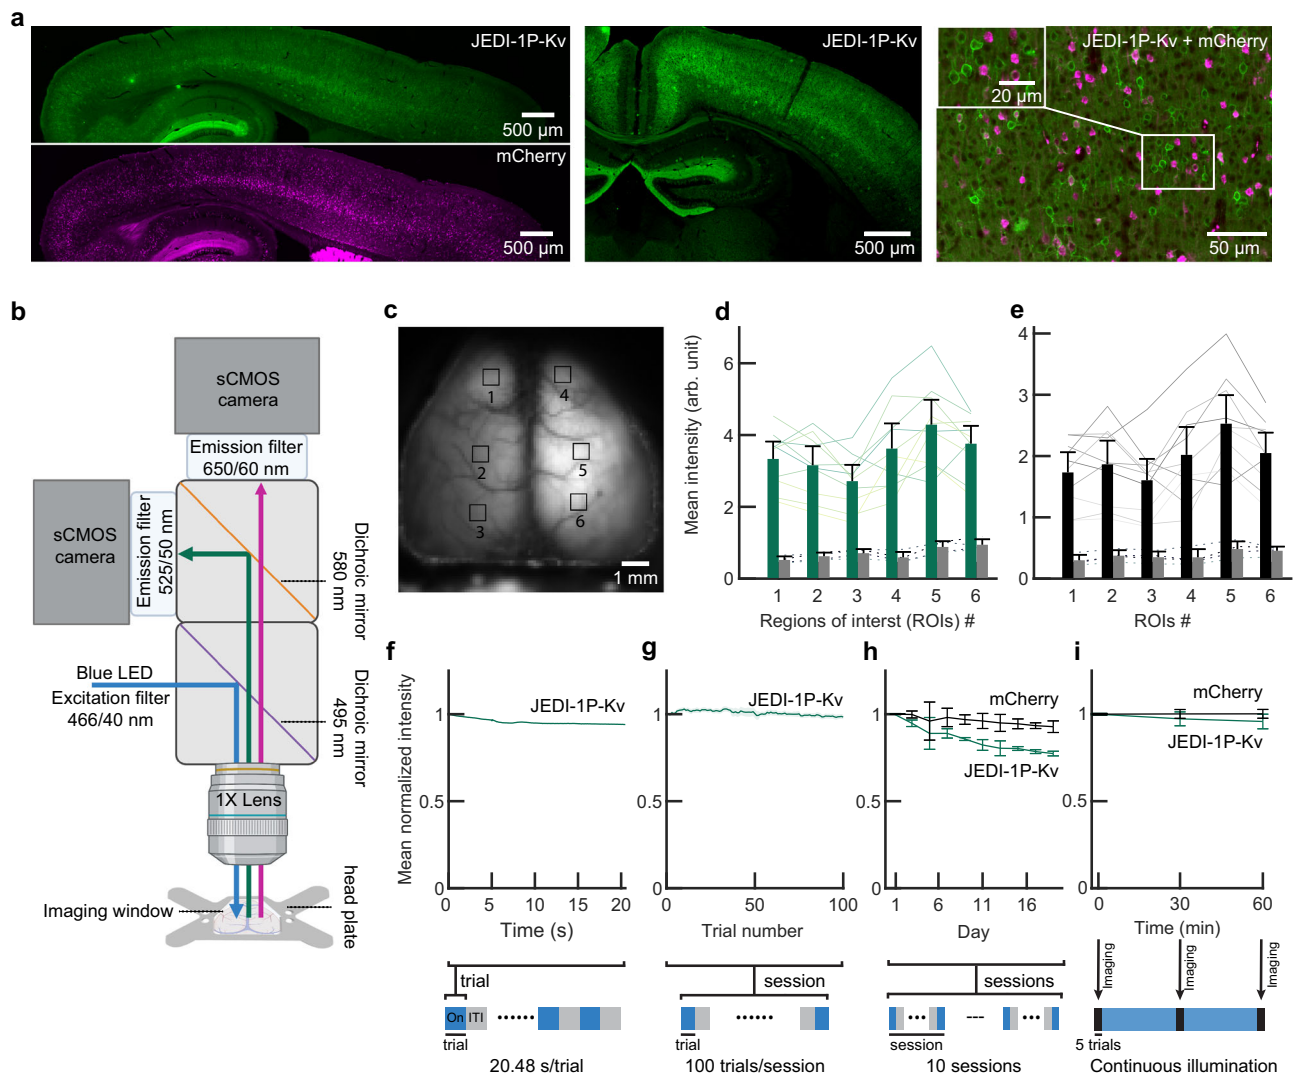 a
JEDI-1P-Kv
500 µm
mCherry
500 µm
JEDI-1P-Kv
500 µm
JEDI-1P-Kv + mCherry
20 µm
50 µm
b
sCMOS
camera
Emission filter
650/60 nm
sCMOS
camera
Emission filter
525/50 nm
Dichroic mirror
580 nm
Blue LED
Excitation filter
466/40 nm
Dichroic mirror
495 nm
1X Lens
Imaging window
head plate
c
1
4
2
5
3
6
1 mm
d
Mean intensity (arb. unit)
6
4
2
0
1 2 3 4 5 6
Regions of interst (ROIs) #
e
4
3
2
1
0
1 2 3 4 5 6
ROIs #
f
Mean normalized intensity
1
0.5
0
JEDI-1P-Kv
0 5 10 15 20
Time (s)
trial
On ITI
trial
20.48 s/trial
g
1
0.5
0
JEDI-1P-Kv
0 50 100
Trial number
session
trial
100 trials/session
h
1
0.5
0
mCherry
JEDI-1P-Kv
1 6 11 16
Day
sessions
session
10 sessions
i
1
0.5
0
mCherry
JEDI-1P-Kv
0 30 60
Time (min)
Imaging
Imaging
Imaging
5 trials
Continuous illumination